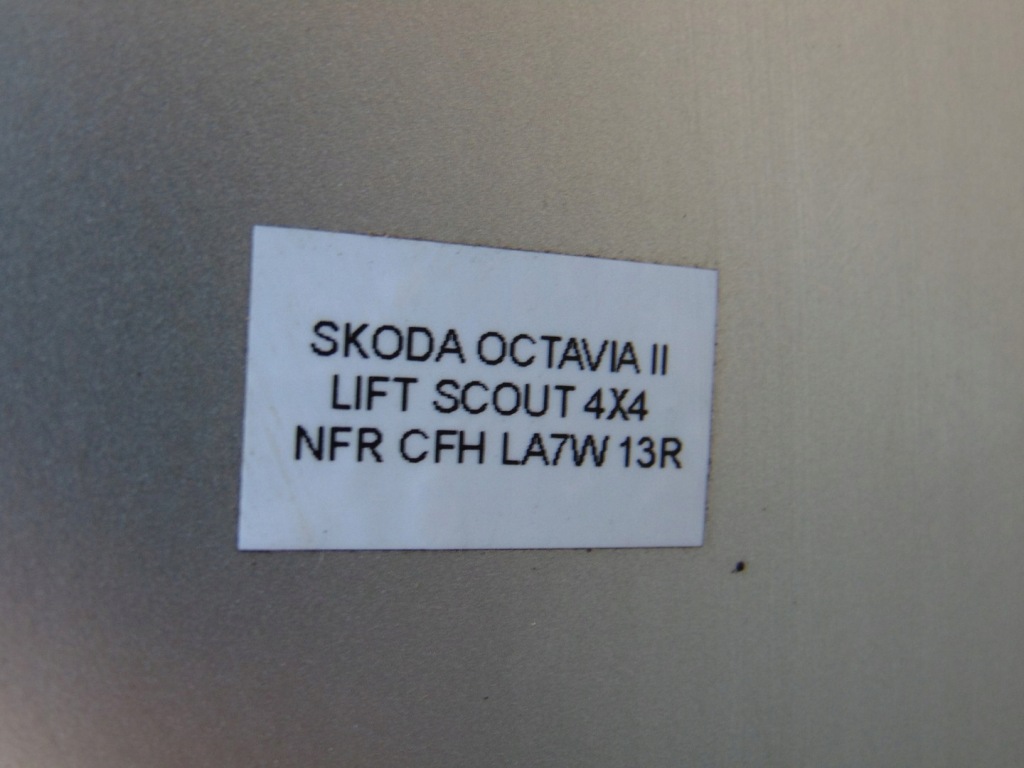 SKODA OCTAVIA II
LIFT SCOUT 4X4
NFR CFH LA7W 13R